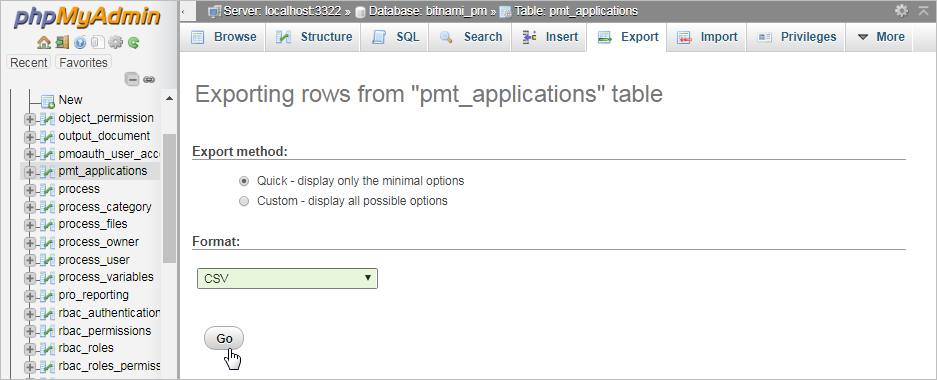 phpMyAdmin
Recent Favorites
New
object_permission
output_document
pmoauth_user_acce
pmt_applications
process
process_category
process_files
process_owner
process_user
process_variables
pro_reporting
rbac_authentication
rbac_permissions
rbac_roles
rbac_roles_permiss
Server: localhost:3322 » Database: bitnami_pm » Table: pmt_applications
Browse Structure SQL Search Insert Export Import Privileges More
Exporting rows from "pmt_applications" table
Export method:
Quick - display only the minimal options
Custom - display all possible options
Format:
CSV
Go